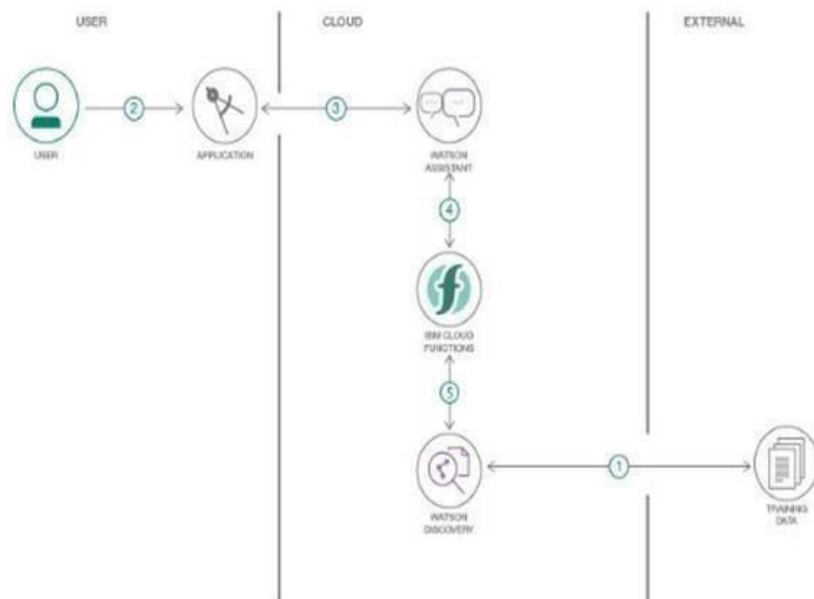 USER
CLOUD
EXTERNAL
2
3
USER
APPLICATION
WATSON
ASSISTANT
4
IBM CLOUD
FUNCTIONS
5
1
WATSON
DISCOVERY
TRAINING
DATA